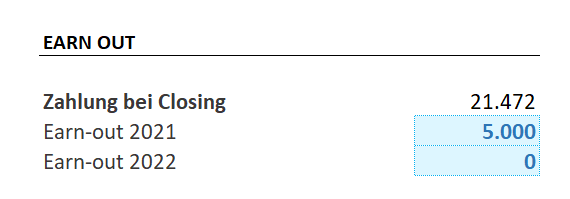 EARN OUT
Zahlung bei Closing 21.472
Earn-out 2021 5.000
Earn-out 2022 0